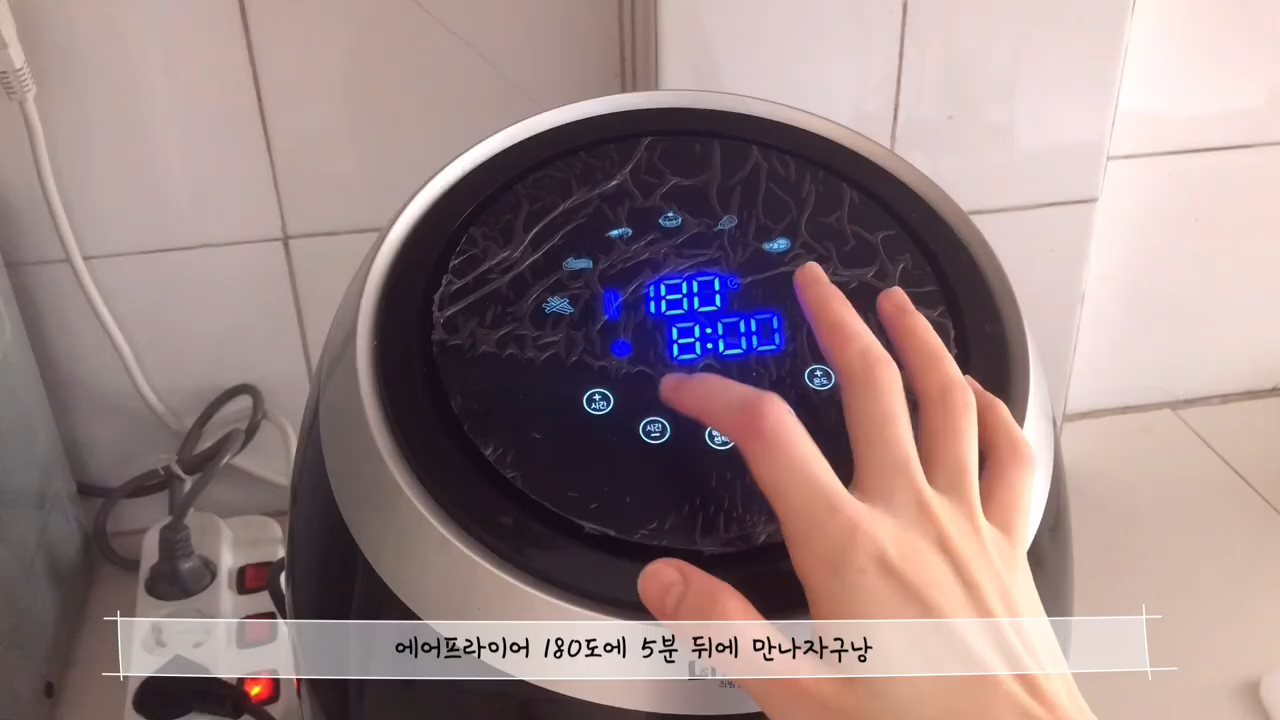 180
8:00
+
온도
+
시간
시간
−
에어프라이어 180도에 5분 뒤에 만나자구낭